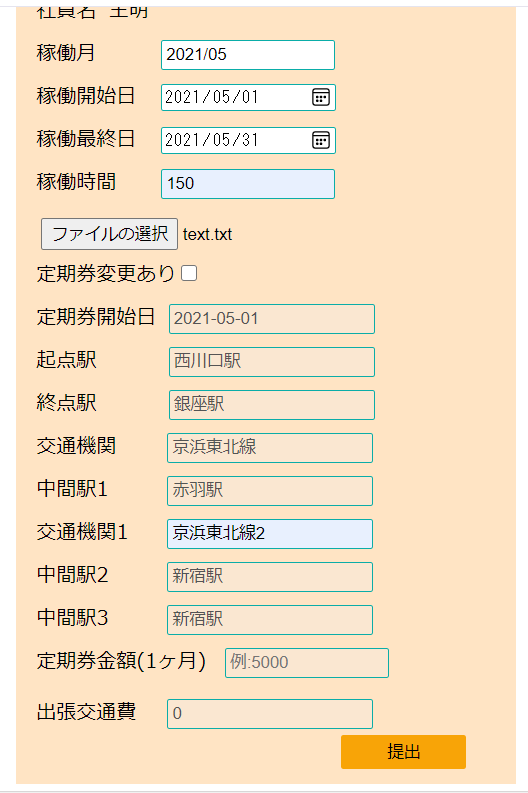 社員名 王明
稼働月 2021/05
稼働開始日 2021/05/01
稼働最終日 2021/05/31
稼働時間 150
ファイルの選択 text.txt
定期券変更あり
定期券開始日 2021-05-01
起点駅 西川口駅
終点駅 銀座駅
交通機関 京浜東北線
中間駅1 赤羽駅
交通機関1 京浜東北線2
中間駅2 新宿駅
中間駅3 新宿駅
定期券金額(1ヶ月) 例:5000
出張交通費 0
提出